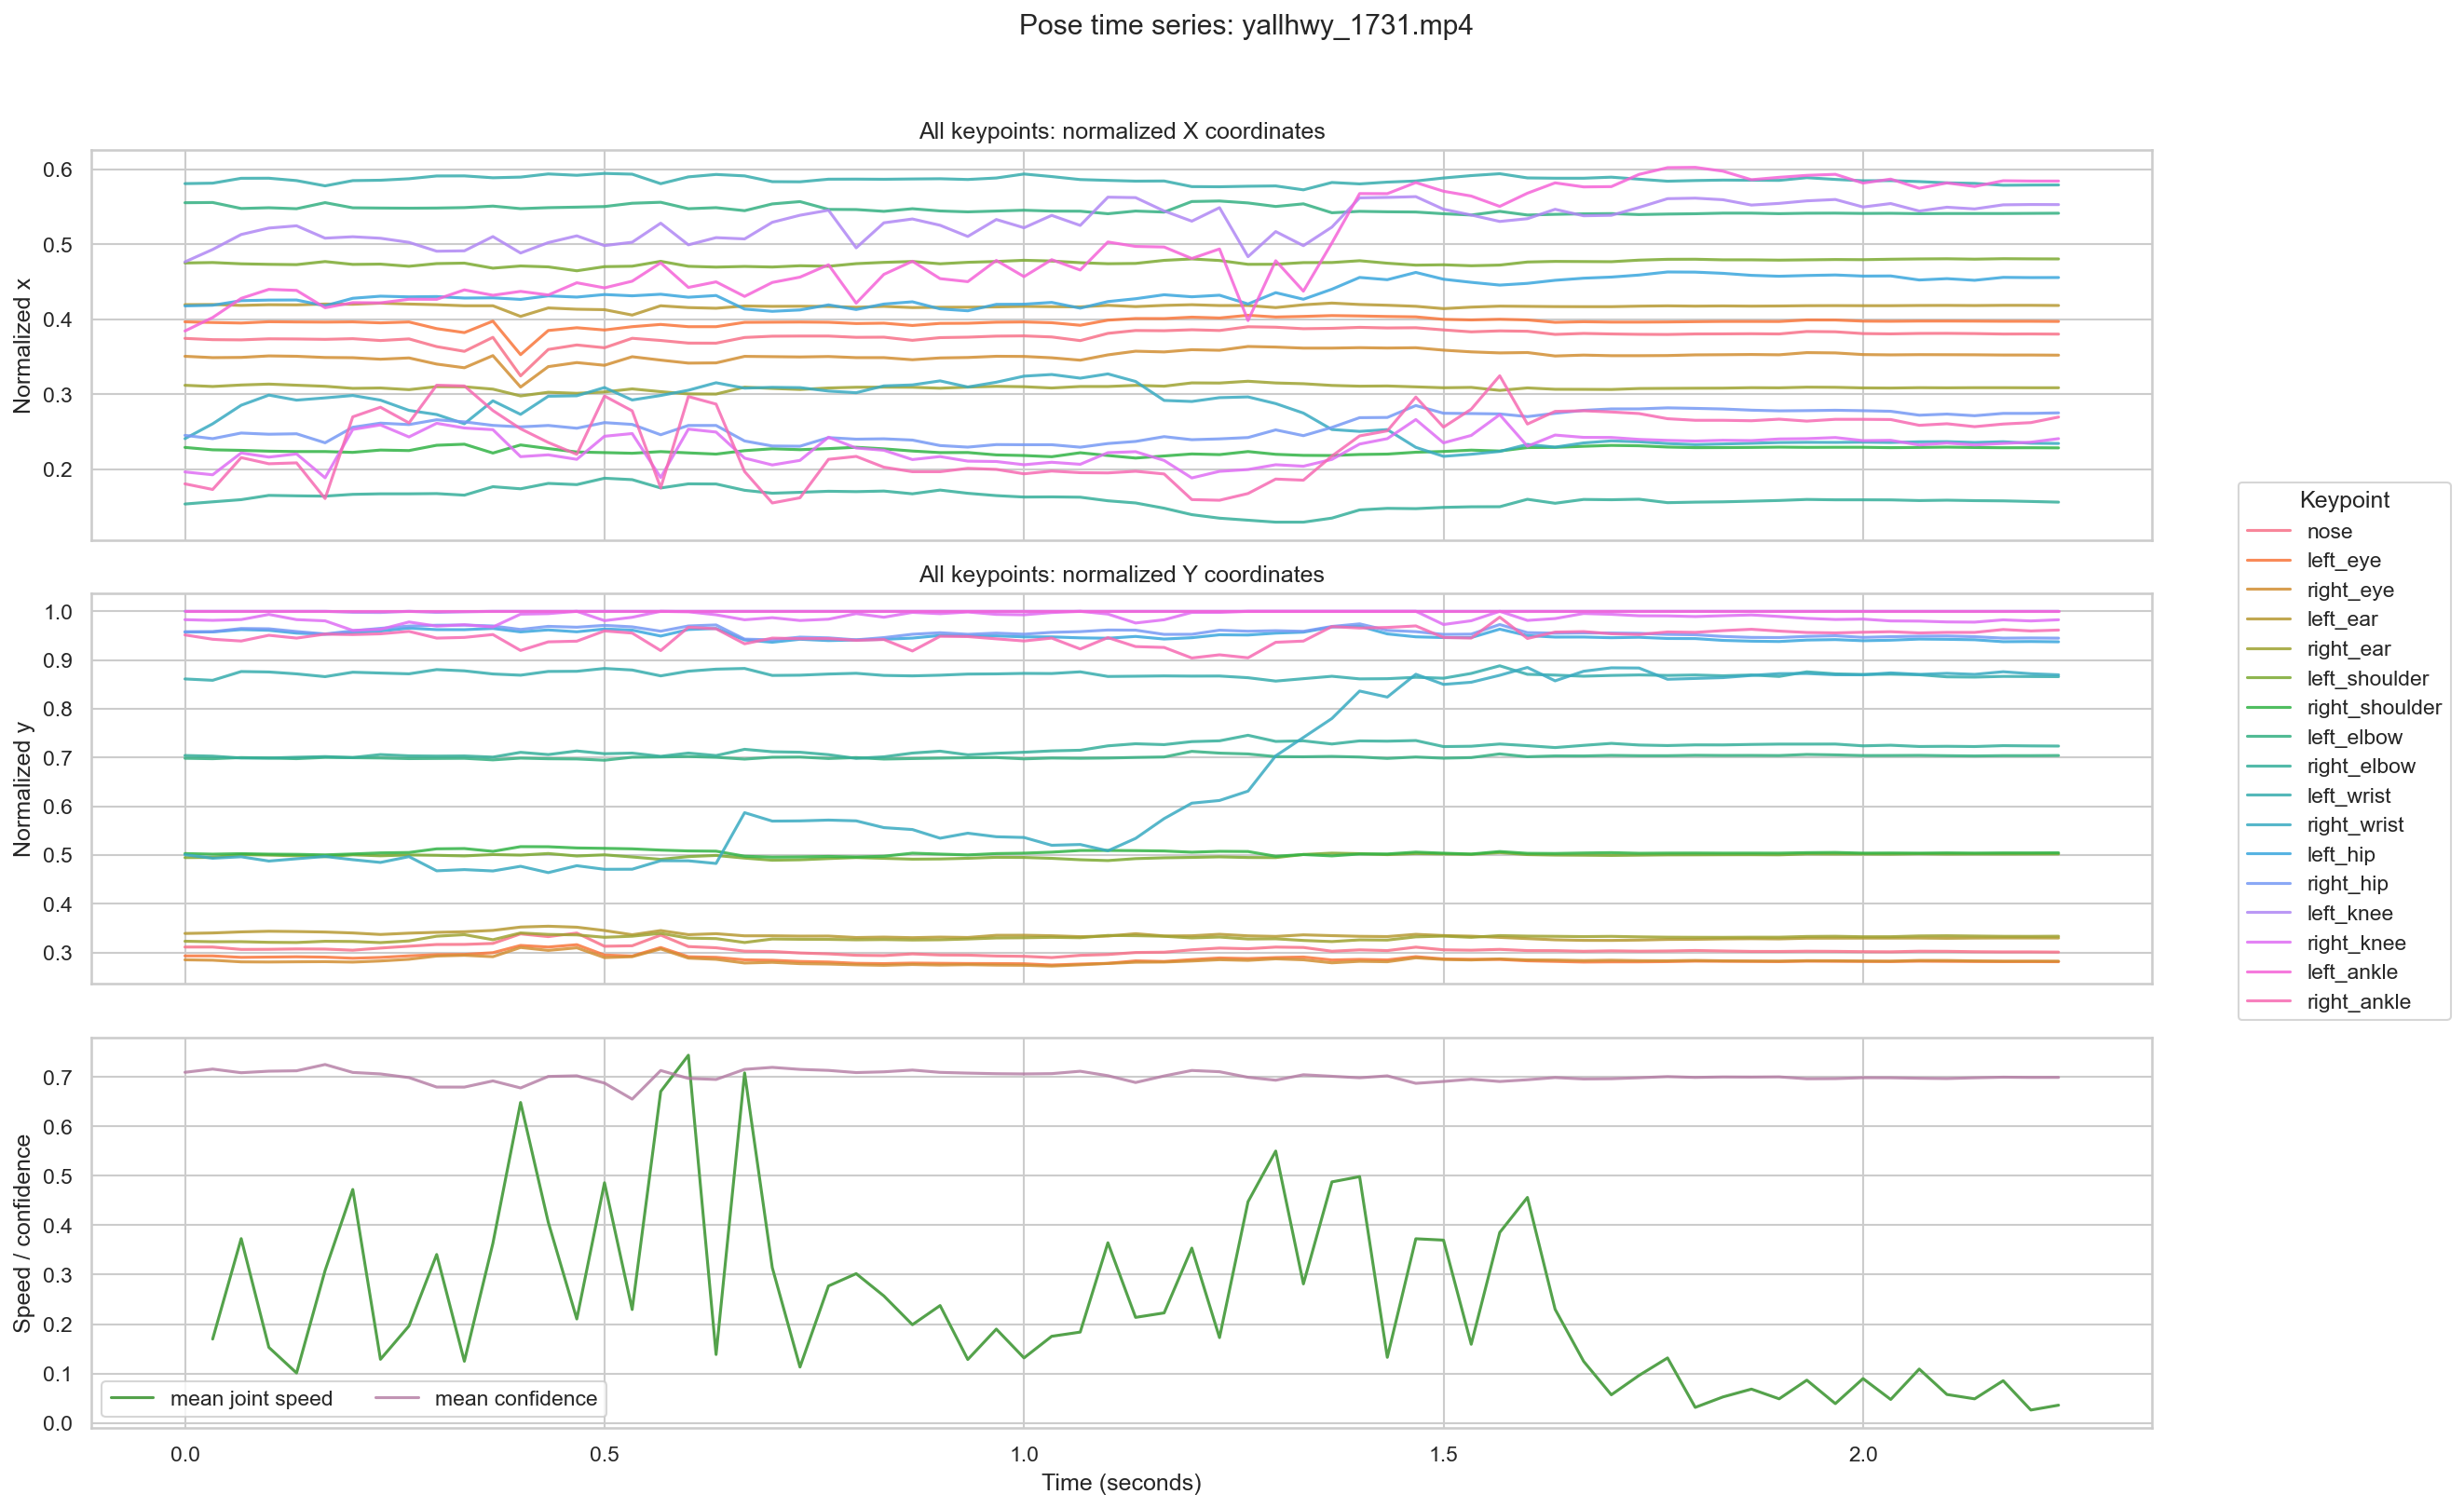 Pose time series: yallhwy_1731.mp4
All keypoints: normalized X coordinates
Normalized x
0.6
0.5
0.4
0.3
0.2
All keypoints: normalized Y coordinates
Normalized y
1.0
0.9
0.8
0.7
0.6
0.5
0.4
0.3
Keypoint
nose
left_eye
right_eye
left_ear
right_ear
left_shoulder
right_shoulder
left_elbow
right_elbow
left_wrist
right_wrist
left_hip
right_hip
left_knee
right_knee
left_ankle
right_ankle
Speed / confidence
0.7
0.6
0.5
0.4
0.3
0.2
0.1
0.0
mean joint speed mean confidence
0.0 0.5 1.0 1.5 2.0
Time (seconds)